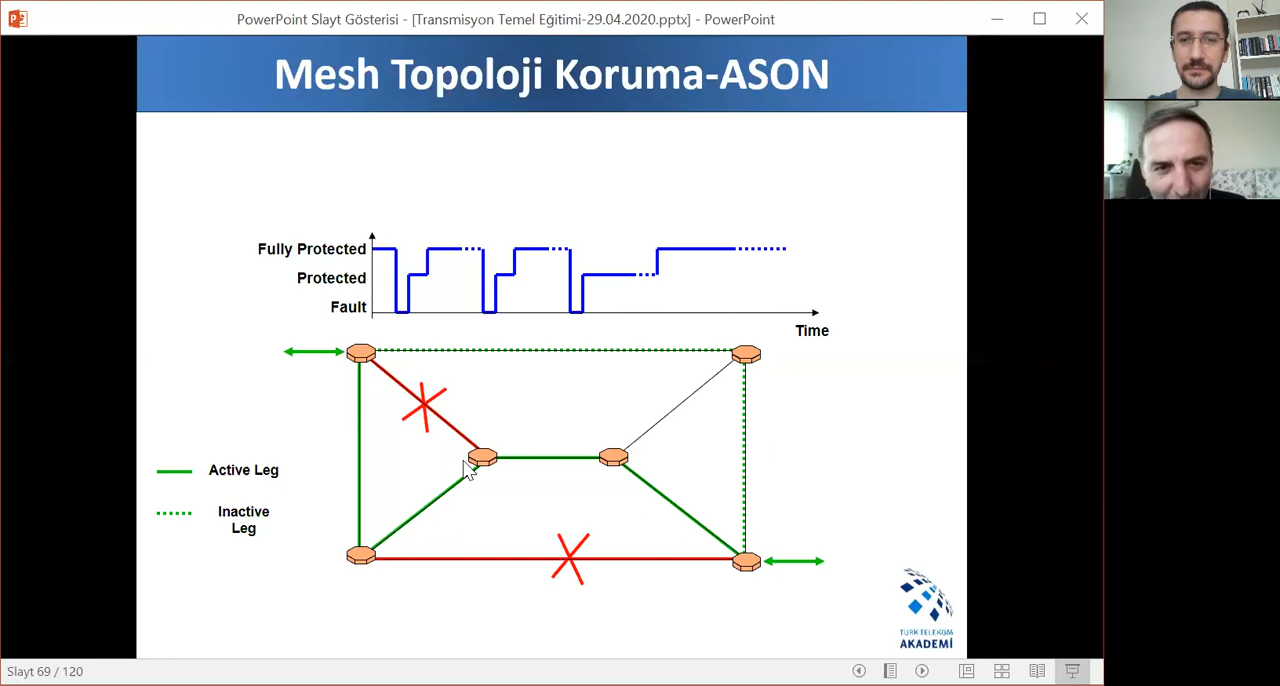 PowerPoint Slayt Gösterisi - [Transmisyon Temel Eğitimi-29.04.2020.pptx] - PowerPoint
Mesh Topoloji Koruma-ASON
Fully Protected
Protected
Fault
Time
Active Leg
Inactive
Leg
TÜRK TELEKOM
AKADEMİ
Slayt 69 / 120